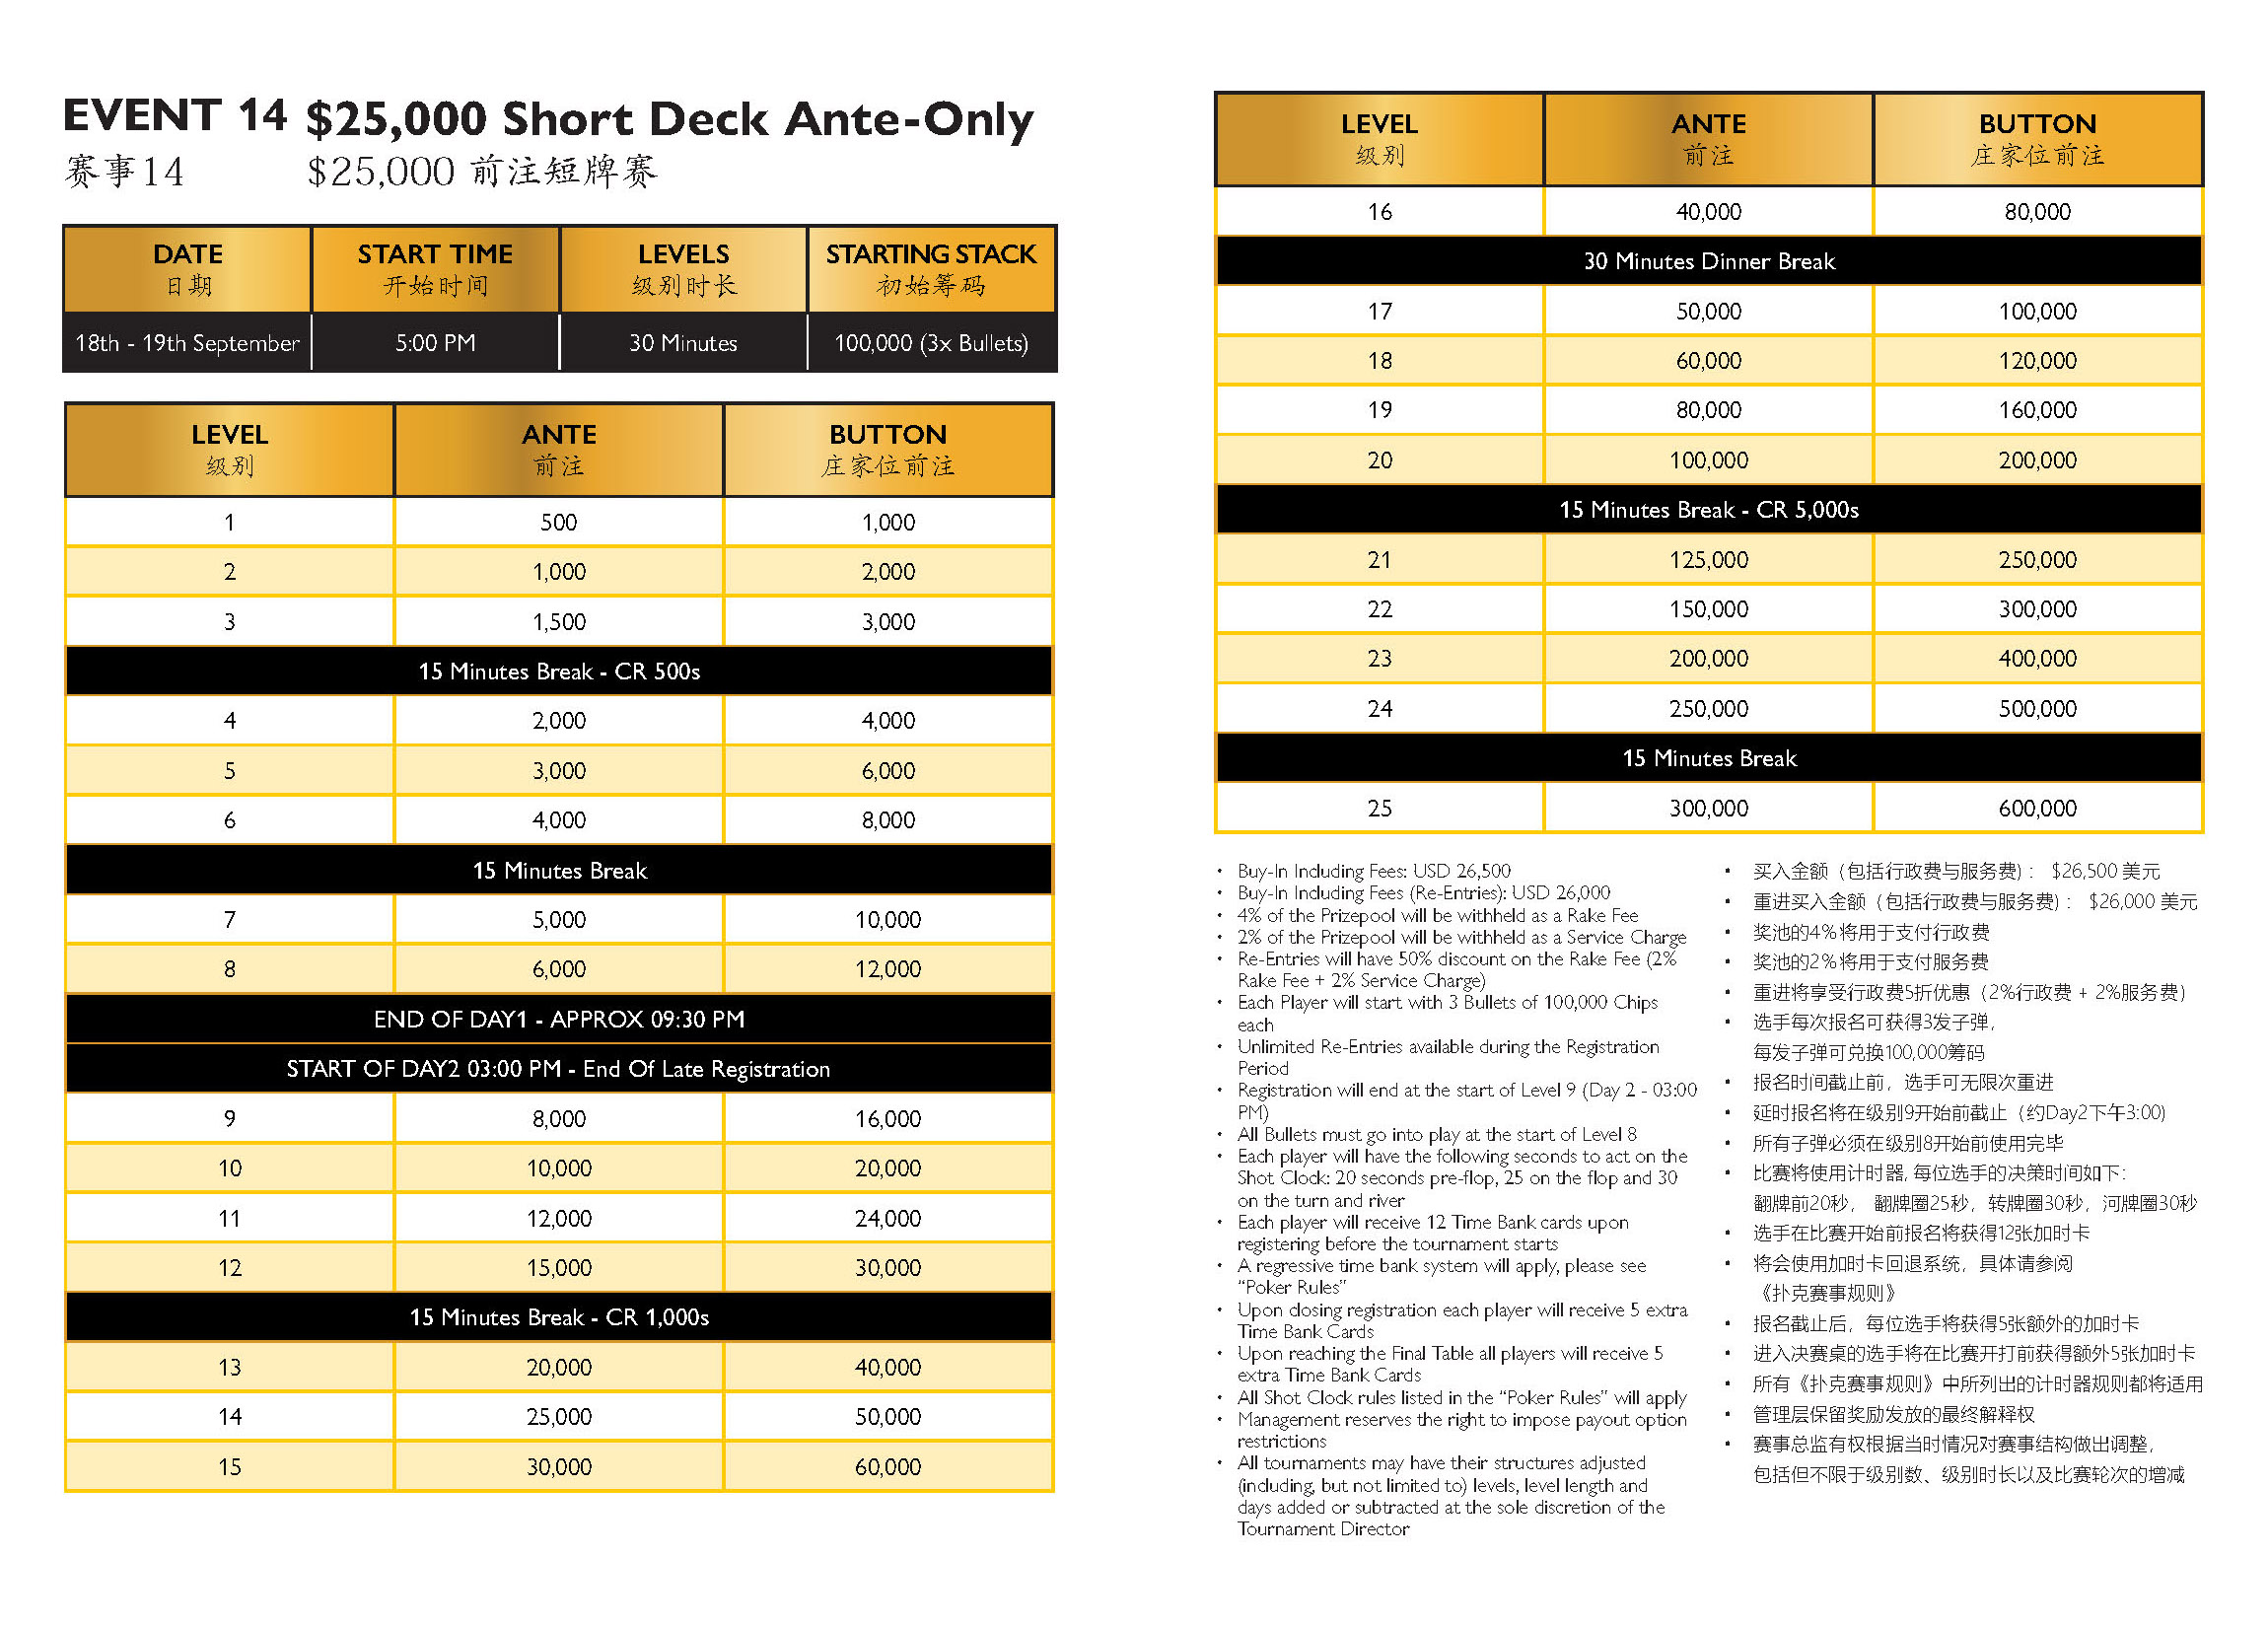 EVENT 14 $25,000 Short Deck Ante-Only
赛事14 $25,000 前注短牌赛
DATE START TIME LEVELS STARTING STACK
日期 开始时间 级别时长 初始筹码
18th - 19th September 5:00 PM 30 Minutes 100,000 (3x Bullets)
LEVEL ANTE BUTTON
级别 前注 庄家位前注
1 500 1,000
2 1,000 2,000
3 1,500 3,000
15 Minutes Break - CR 500s
4 2,000 4,000
5 3,000 6,000
6 4,000 8,000
15 Minutes Break
7 5,000 10,000
8 6,000 12,000
END OF DAY1 - APPROX 09:30 PM
START OF DAY2 03:00 PM - End Of Late Registration
9 8,000 16,000
10 10,000 20,000
11 12,000 24,000
12 15,000 30,000
15 Minutes Break - CR 1,000s
13 20,000 40,000
14 25,000 50,000
15 30,000 60,000
LEVEL ANTE BUTTON
级别 前注 庄家位前注
16 40,000 80,000
30 Minutes Dinner Break
17 50,000 100,000
18 60,000 120,000
19 80,000 160,000
20 100,000 200,000
15 Minutes Break - CR 5,000s
21 125,000 250,000
22 150,000 300,000
23 200,000 400,000
24 250,000 500,000
15 Minutes Break
25 300,000 600,000
• Buy-In Including Fees: USD 26,500
• Buy-In Including Fees (Re-Entries): USD 26,000
• 4% of the Prizepool will be withheld as a Rake Fee
• 2% of the Prizepool will be withheld as a Service Charge
• Re-Entries will have 50% discount on the Rake Fee (2%
Rake Fee + 2% Service Charge)
• Each Player will start with 3 Bullets of 100,000 Chips
each
• Unlimited Re-Entries available during the Registration
Period
• Registration will end at the start of Level 9 (Day 2 - 03:00
PM)
• All Bullets must go into play at the start of Level 8
• Each player will have the following seconds to act on the
Shot Clock: 20 seconds pre-flop, 25 on the flop and 30
on the turn and river
• Each player will receive 12 Time Bank cards upon
registering before the tournament starts
• A regressive time bank system will apply, please see
“Poker Rules”
• Upon closing registration each player will receive 5 extra
Time Bank Cards
• Upon reaching the Final Table all players will receive 5
extra Time Bank Cards
• All Shot Clock rules listed in the “Poker Rules” will apply
• Management reserves the right to impose payout option
restrictions
• All tournaments may have their structures adjusted
(including, but not limited to) levels, level length and
days added or subtracted at the sole discretion of the
Tournament Director
• 买入金额（包括行政费与服务费）： $26,500 美元
• 重进买入金额（包括行政费与服务费）： $26,000 美元
• 奖池的4%将用于支付行政费
• 奖池的2%将用于支付服务费
• 重进将享受行政费5折优惠（2%行政费 + 2%服务费）
• 选手每次报名可获得3发子弹，
每发子弹可兑换100,000筹码
• 报名时间截止前，选手可无限次重进
• 延时报名将在级别9开始前截止（约Day2下午3:00)
• 所有子弹必须在级别8开始前使用完毕
• 比赛将使用计时器, 每位选手的决策时间如下：
翻牌前20秒， 翻牌圈25秒，转牌圈30秒，河牌圈30秒
• 选手在比赛开始前报名将获得12张加时卡
• 将会使用加时卡回退系统，具体请参阅
《扑克赛事规则》
• 报名截止后，每位选手将获得5张额外的加时卡
• 进入决赛桌的选手将在比赛开打前获得额外5张加时卡
• 所有《扑克赛事规则》中所列出的计时器规则都将适用
• 管理层保留奖励发放的最终解释权
• 赛事总监有权根据当时情况对赛事结构做出调整，
包括但不限于级别数、级别时长以及比赛轮次的增减